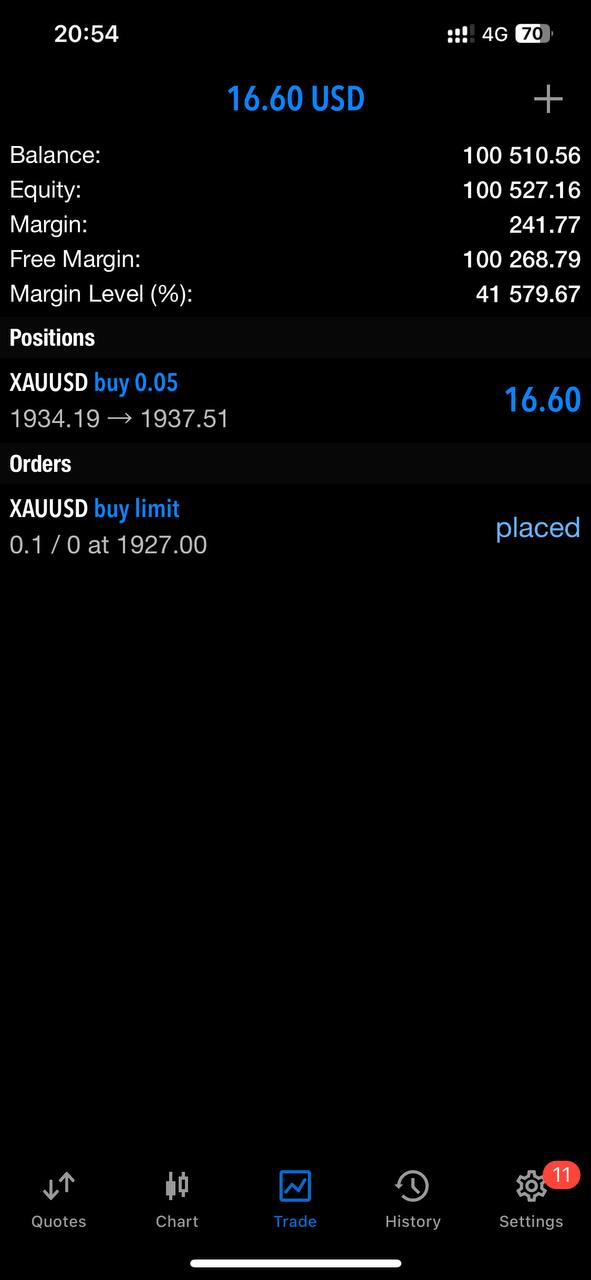 20:54 4G 70
16.60 USD
Balance: 100 510.56
Equity: 100 527.16
Margin: 241.77
Free Margin: 100 268.79
Margin Level (%): 41 579.67
Positions
XAUUSD buy 0.05 16.60
1934.19 → 1937.51
Orders
XAUUSD buy limit placed
0.1 / 0 at 1927.00
11
Quotes Chart Trade History Settings